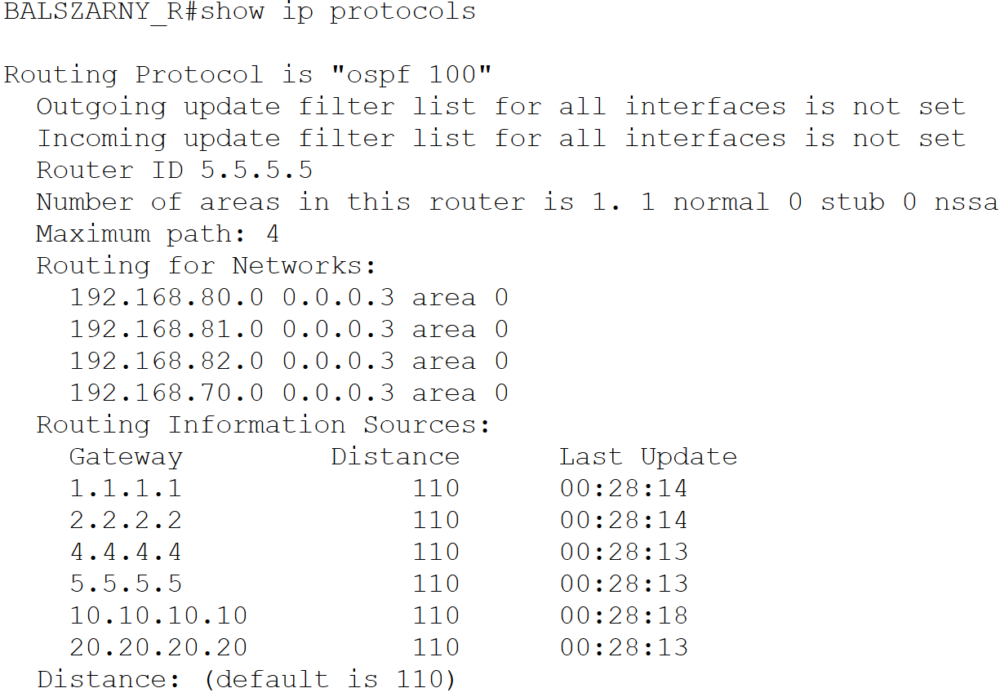 BALSZARNY_R#show ip protocols
Routing Protocol is "ospf 100"
Outgoing update filter list for all interfaces is not set
Incoming update filter list for all interfaces is not set
Router ID 5.5.5.5
Number of areas in this router is 1. 1 normal 0 stub 0 nssa
Maximum path: 4
Routing for Networks:
192.168.80.0 0.0.0.3 area 0
192.168.81.0 0.0.0.3 area 0
192.168.82.0 0.0.0.3 area 0
192.168.70.0 0.0.0.3 area 0
Routing Information Sources:
Gateway Distance Last Update
1.1.1.1 110 00:28:14
2.2.2.2 110 00:28:14
4.4.4.4 110 00:28:13
5.5.5.5 110 00:28:13
10.10.10.10 110 00:28:18
20.20.20.20 110 00:28:13
Distance: (default is 110)